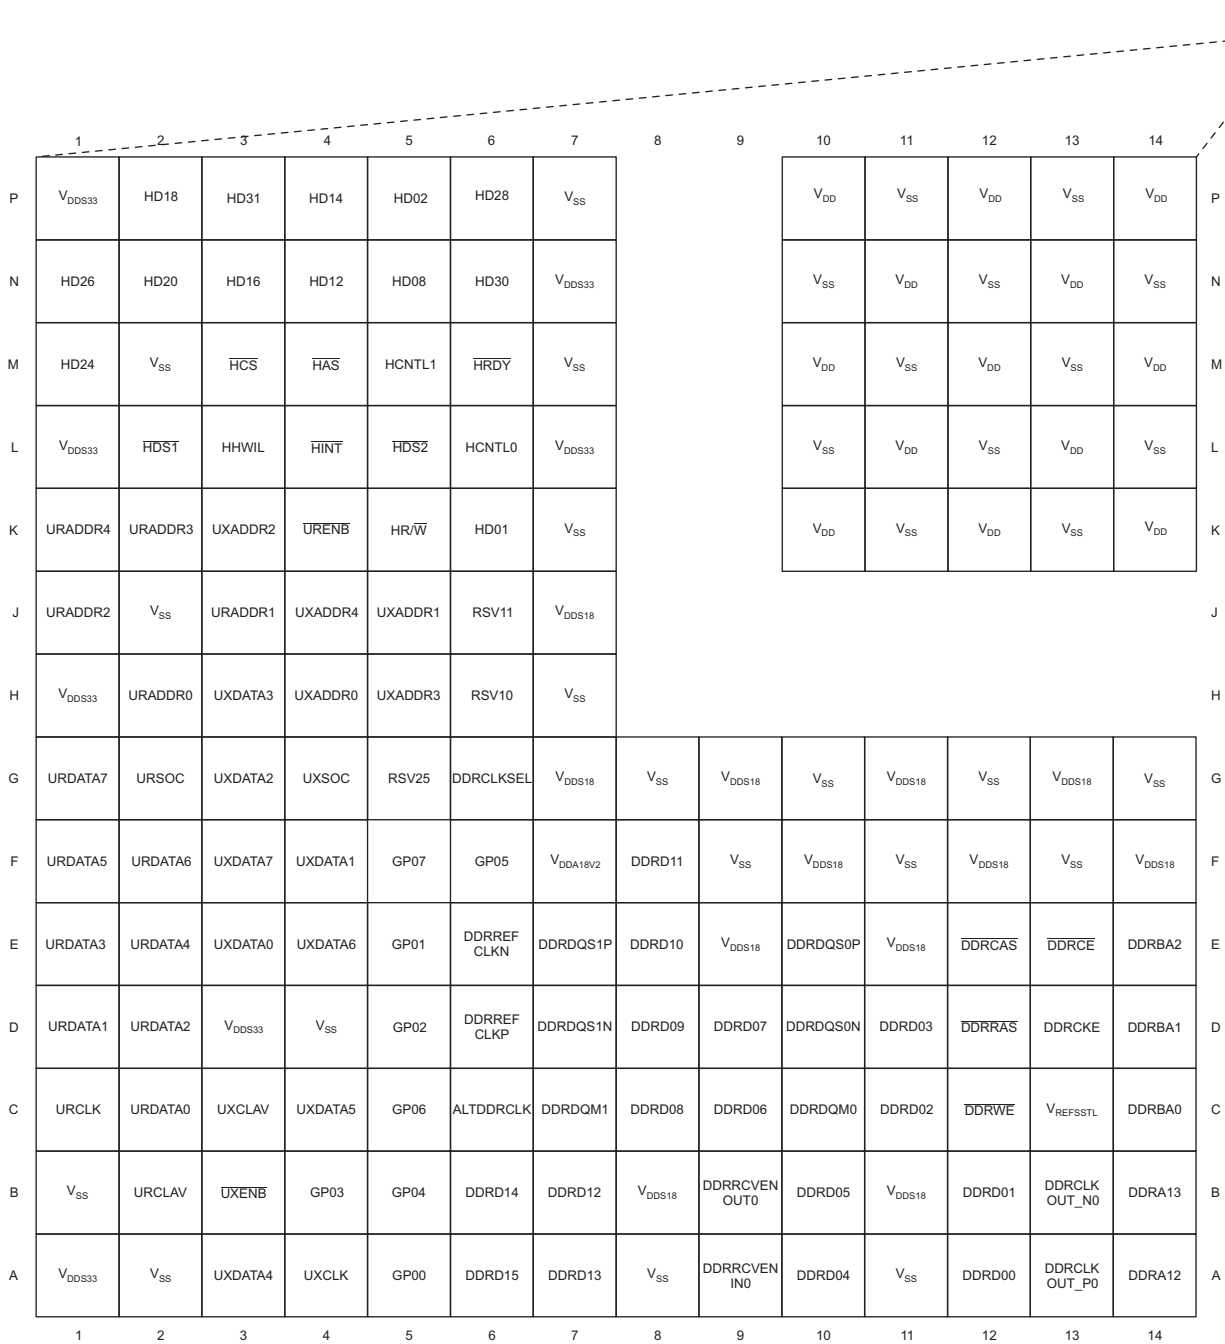 1 2 3 4 5 6 7 8 9 10 11 12 13 14
P VDDS33 HD18 HD31 HD14 HD02 HD28 VSS VDD VSS VDD VSS VDD P
N HD26 HD20 HD16 HD12 HD08 HD30 VDDS33 VSS VDD VSS VDD VSS N
M HD24 VSS HCS HAS HCNTL1 HRDY VSS VDD VSS VDD VSS VDD M
L VDDS33 HDS1 HHWIL HINT HDS2 HCNTL0 VDDS33 VSS VDD VSS VDD VSS L
K URADDR4 URADDR3 UXADDR2 URENB HR/W HD01 VSS VDD VSS VDD VSS VDD K
J URADDR2 VSS URADDR1 UXADDR4 UXADDR1 RSV11 VDDS18 J
H VDDS33 URADDR0 UXDATA3 UXADDR0 UXADDR3 RSV10 VSS H
G URDATA7 URSOC UXDATA2 UXSOC RSV25 DDRCLKSEL VDDS18 VSS VDDS18 VSS VDDS18 VSS VDDS18 VSS G
F URDATA5 URDATA6 UXDATA7 UXDATA1 GP07 GP05 VDDA18V2 DDRD11 VSS VDDS18 VSS VDDS18 VSS VDDS18 F
E URDATA3 URDATA4 UXDATA0 UXDATA6 GP01 DDRREF CLKN DDRDQS1P DDRD10 VDDS18 DDRDQS0P VDDS18 DDRCAS DDRCE DDRBA2 E
D URDATA1 URDATA2 VDDS33 VSS GP02 DDRREF CLKP DDRDQS1N DDRD09 DDRD07 DDRDQS0N DDRD03 DDRRAS DDRCKE DDRBA1 D
C URCLK URDATA0 UXCLAV UXDATA5 GP06 ALTDDRCLK DDRDQM1 DDRD08 DDRD06 DDRDQM0 DDRD02 DDRWE VREFSSTL DDRBA0 C
B VSS URCLAV UXENB GP03 GP04 DDRD14 DDRD12 VDDS18 DDRRCVEN OUT0 DDRD05 VDDS18 DDRD01 DDRCLK OUT_N0 DDRA13 B
A VDDS33 VSS UXDATA4 UXCLK GP00 DDRD15 DDRD13 VSS DDRRCVEN IN0 DDRD04 VSS DDRD00 DDRCLK OUT_P0 DDRA12 A
1 2 3 4 5 6 7 8 9 10 11 12 13 14